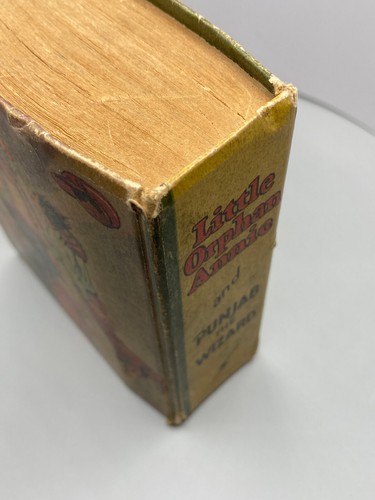 Little
Orphan
Annie
and
PUNJAB
THE
WIZARD